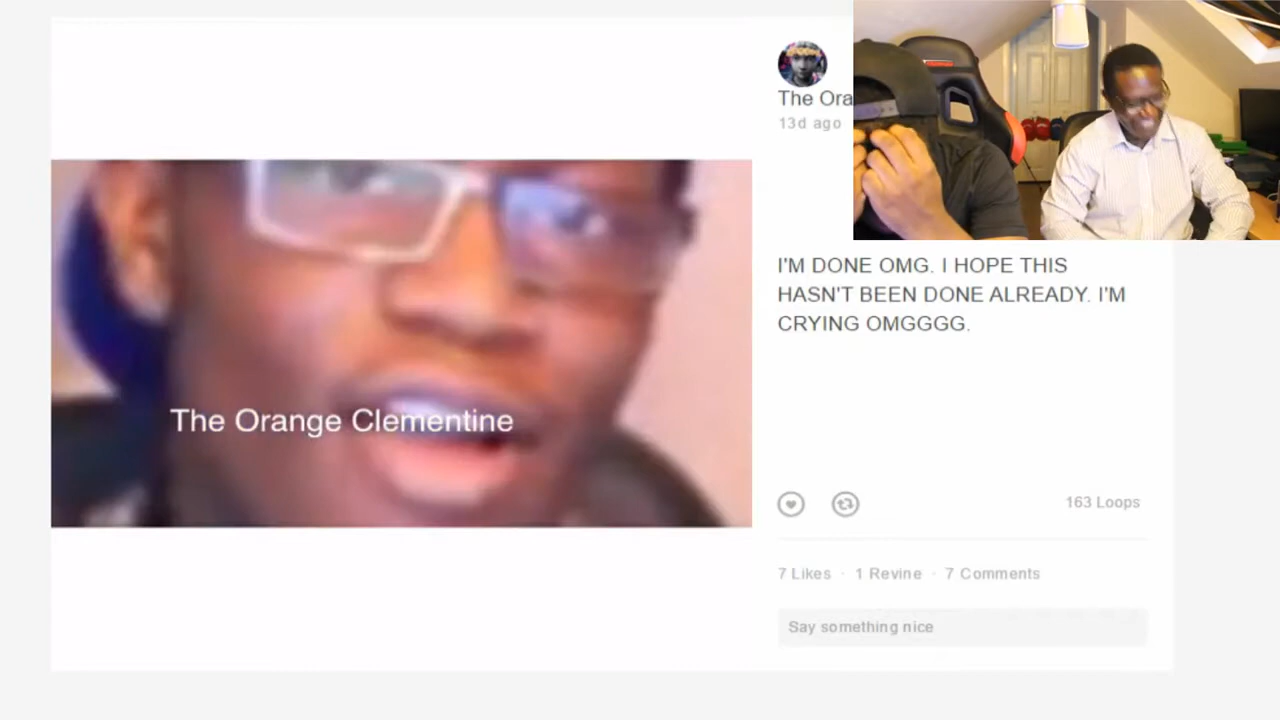 The Ora
13d ago
I'M DONE OMG. I HOPE THIS
HASN'T BEEN DONE ALREADY. I'M
CRYING OMGGGG.
The Orange Clementine
163 Loops
7 Likes · 1 Revine · 7 Comments
Say something nice